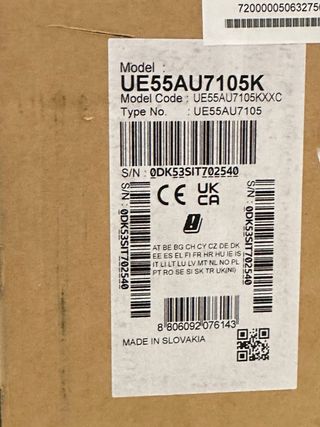 720000050632750
Model :
UE55AU7105K
Model Code : UE55AU7105KXXC
Type No. : UE55AU7105
S/N : 0DK53SIT702540
S/N : 0DK53SIT702540
S/N : 0DK53SIT702540
CE UK
CA
AT BE BG CH CY CZ DE DK
EE ES EL FI FR HR HU IE IS
IT LI LT LU LV MT NL NO PL
PT RO SE SI SK TR UK(NI)
8 806092 076143
MADE IN SLOVAKIA